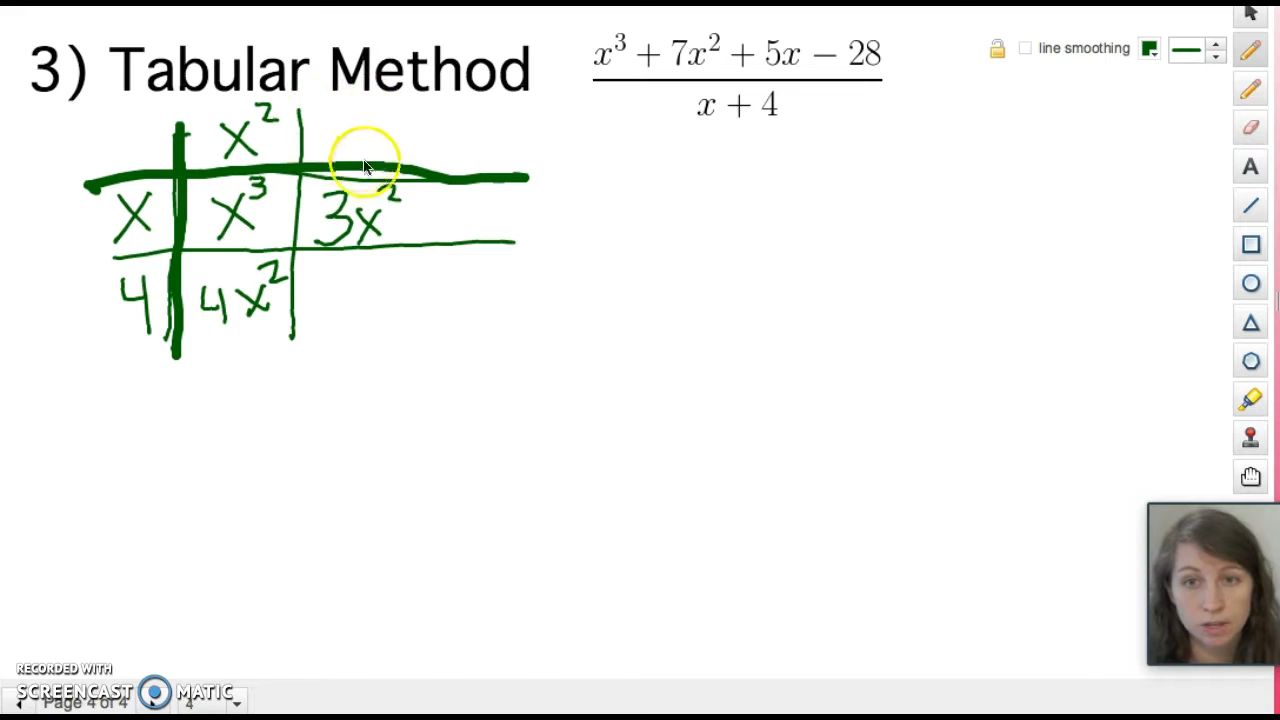 3) Tabular Method
x³ + 7x² + 5x − 28
x + 4
line smoothing
x²
x x³ 3x²
4 4x²
RECORDED WITH
SCREENCAST MATIC
Page 4 of 4 4